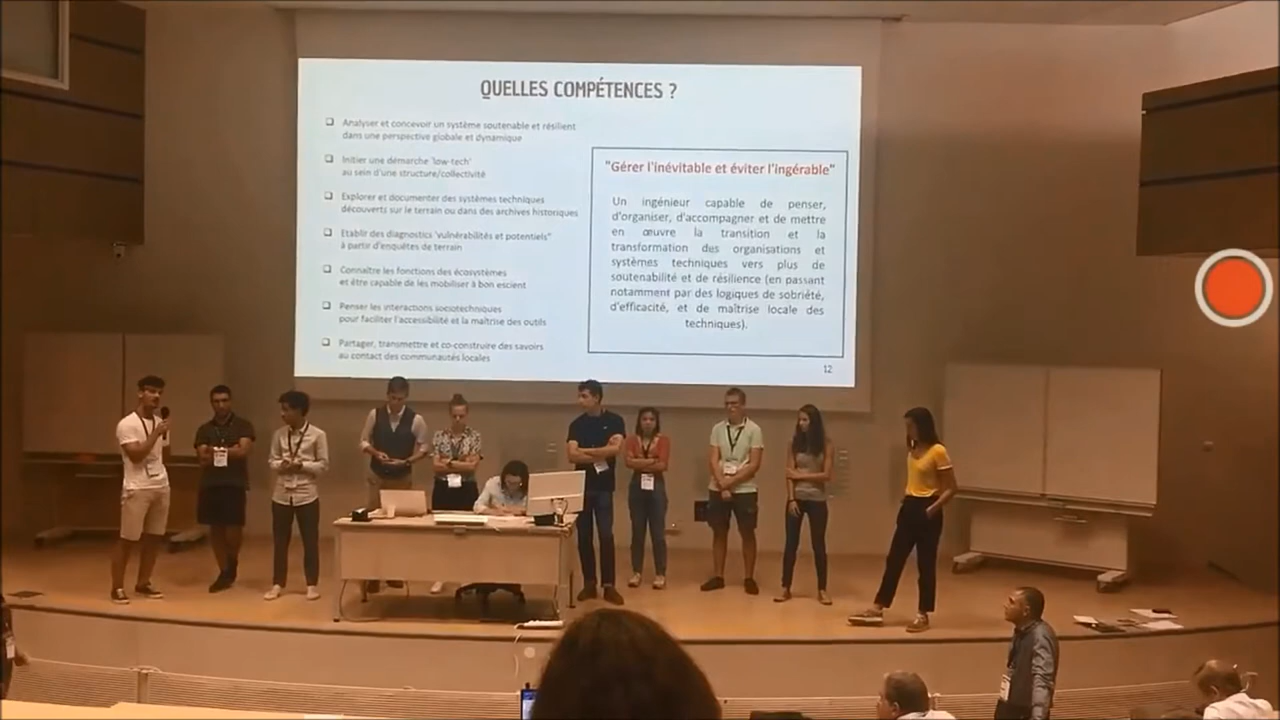 QUELLES COMPÉTENCES ?
Analyser et concevoir un système soutenable et résilient
dans une perspective globale et dynamique
Initier une démarche 'low-tech'
au sein d'une structure/collectivité
Explorer et documenter des systèmes techniques
découverts sur le terrain ou dans des archives historiques
Etablir des diagnostics 'vulnérabilités et potentiels"
à partir d'enquêtes de terrain
Connaître les fonctions des écosystèmes
et être capable de les mobiliser à bon escient
Penser les interactions sociotechniques
pour faciliter l'accessibilité et la maîtrise des outils
Partager, transmettre et co-construire des savoirs
au contact des communautés locales
"Gérer l'inévitable et éviter l'ingérable"
Un ingénieur capable de penser,
d'organiser, d'accompagner et de mettre
en œuvre la transition et la
transformation des organisations et
systèmes techniques vers plus de
soutenabilité et de résilience (en passant
notamment par des logiques de sobriété,
d'efficacité, et de maîtrise locale des
techniques).
12